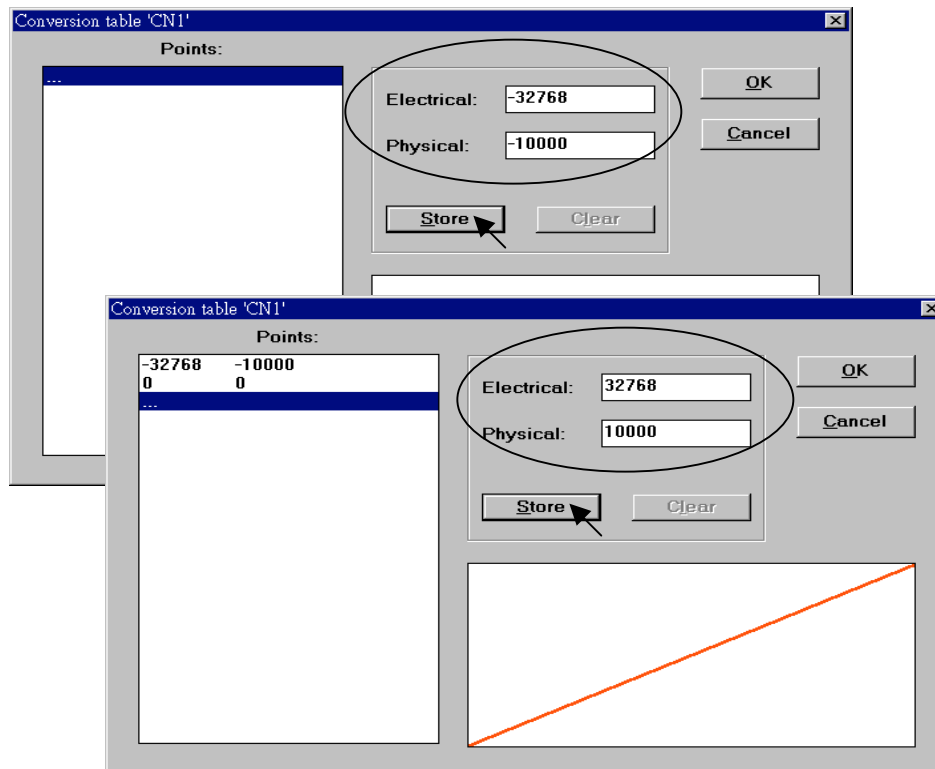 Conversion table 'CN1'
Points:
...
Electrical: -32768
Physical: -10000
Store Clear
OK
Cancel
Conversion table 'CN1'
Points:
-32768 -10000
0 0
...
Electrical: 32768
Physical: 10000
Store Clear
OK
Cancel